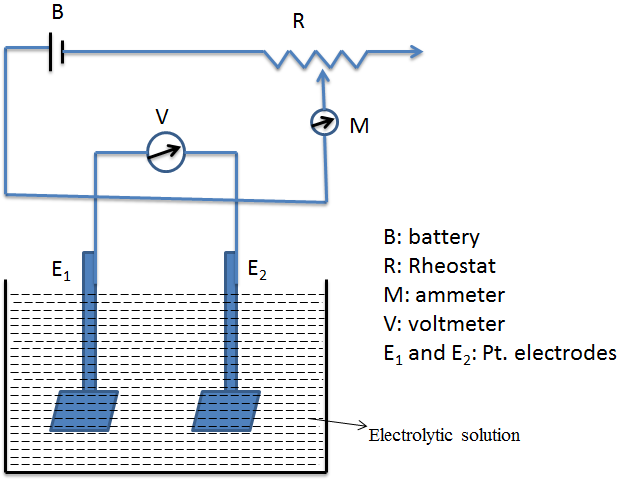 B
R
V
M
E₁
E₂
B: battery
R: Rheostat
M: ammeter
V: voltmeter
E₁ and E₂: Pt. electrodes
Electrolytic solution